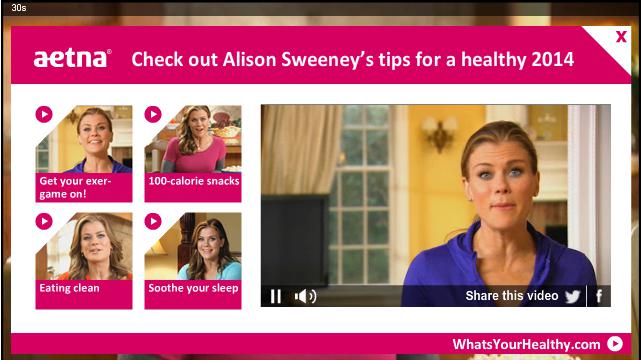 30s
aetna®
Check out Alison Sweeney's tips for a healthy 2014
X
Get your exer-
game on!
100-calorie snacks
Eating clean
Soothe your sleep
Share this video
WhatsYourHealthy.com